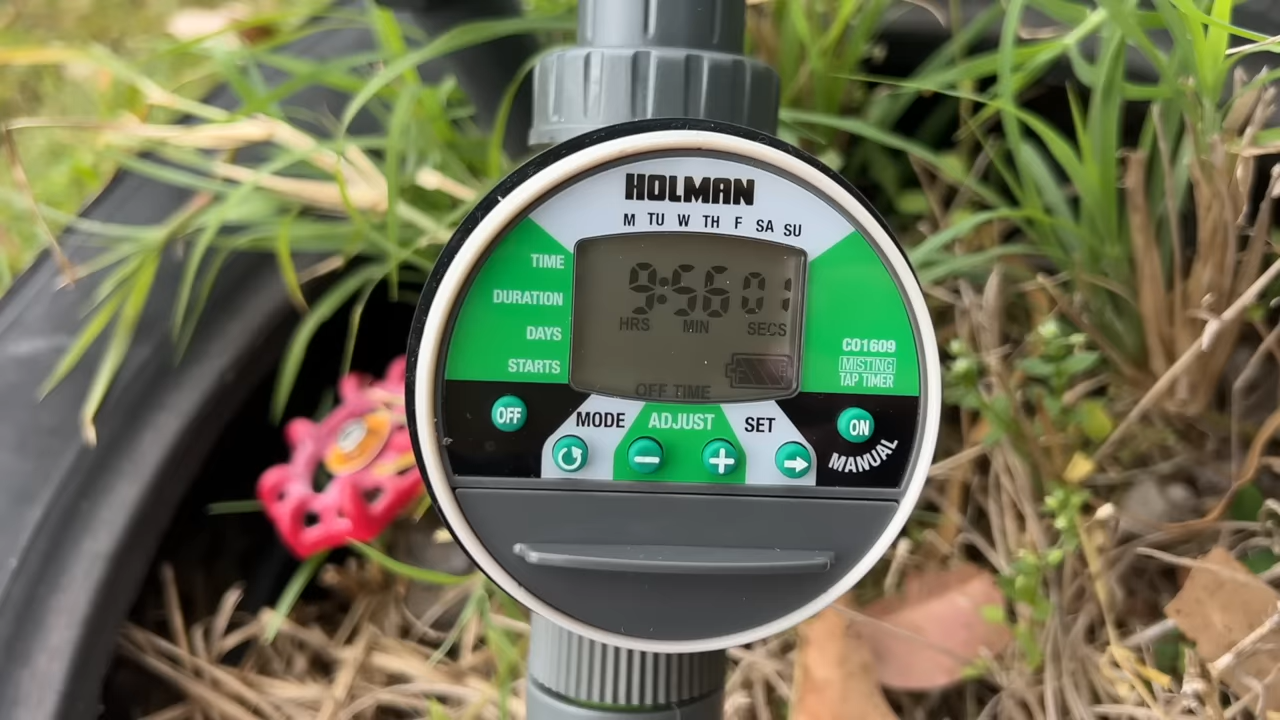 HOLMAN
M TU W TH F SA SU
TIME
DURATION
DAYS
STARTS
9:56 01
HRS MIN SECS
OFF TIME
CO1609
MISTING
TAP TIMER
OFF
MODE
ADJUST
SET
ON
MANUAL